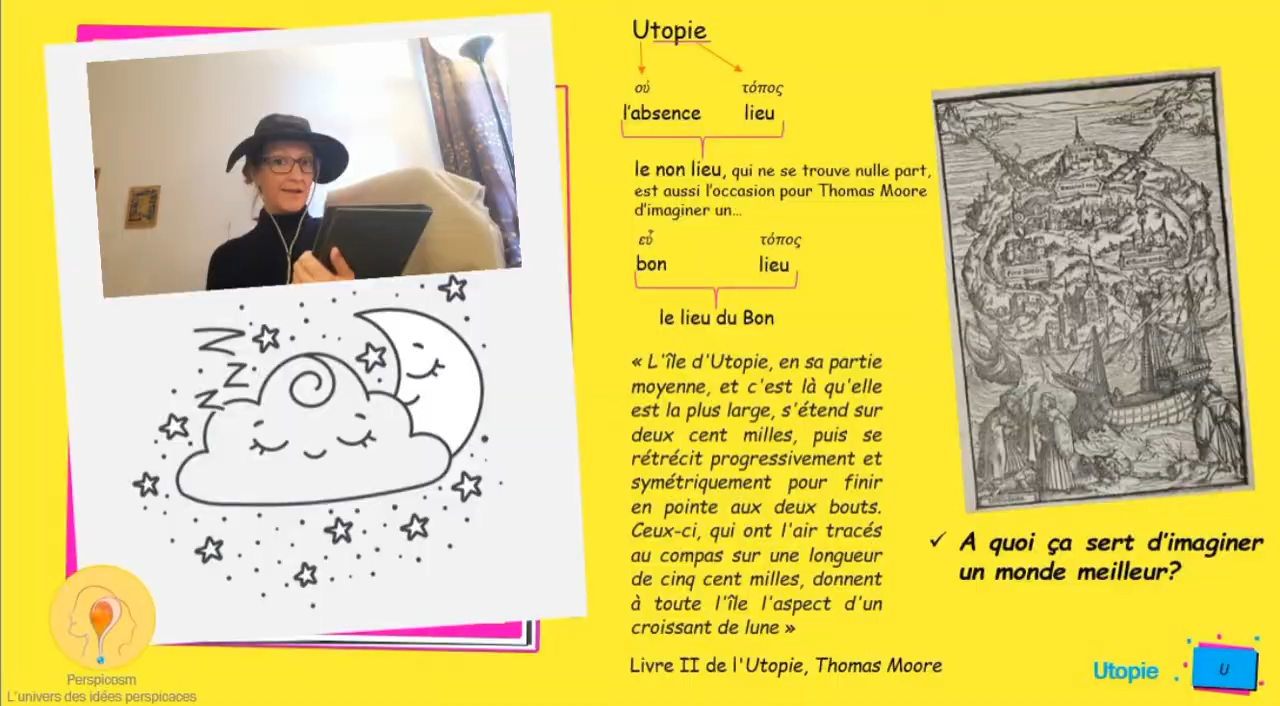 Utopie
οὐ
τόπος
l'absence
lieu
le non lieu, qui ne se trouve nulle part,
est aussi l'occasion pour Thomas Moore
d'imaginer un...
εὖ
τόπος
bon
lieu
le lieu du Bon
« L'île d'Utopie, en sa partie
moyenne, et c'est là qu'elle
est la plus large, s'étend sur
deux cent milles, puis se
rétrécit progressivement et
symétriquement pour finir
en pointe aux deux bouts.
Ceux-ci, qui ont l'air tracés
au compas sur une longueur
de cinq cent milles, donnent
à toute l'île l'aspect d'un
croissant de lune »
Livre II de l'Utopie, Thomas Moore
✓ A quoi ça sert d'imaginer
un monde meilleur?
Z
Z
Z
Perspicosm
L'univers des idées perspicaces
Utopie
U